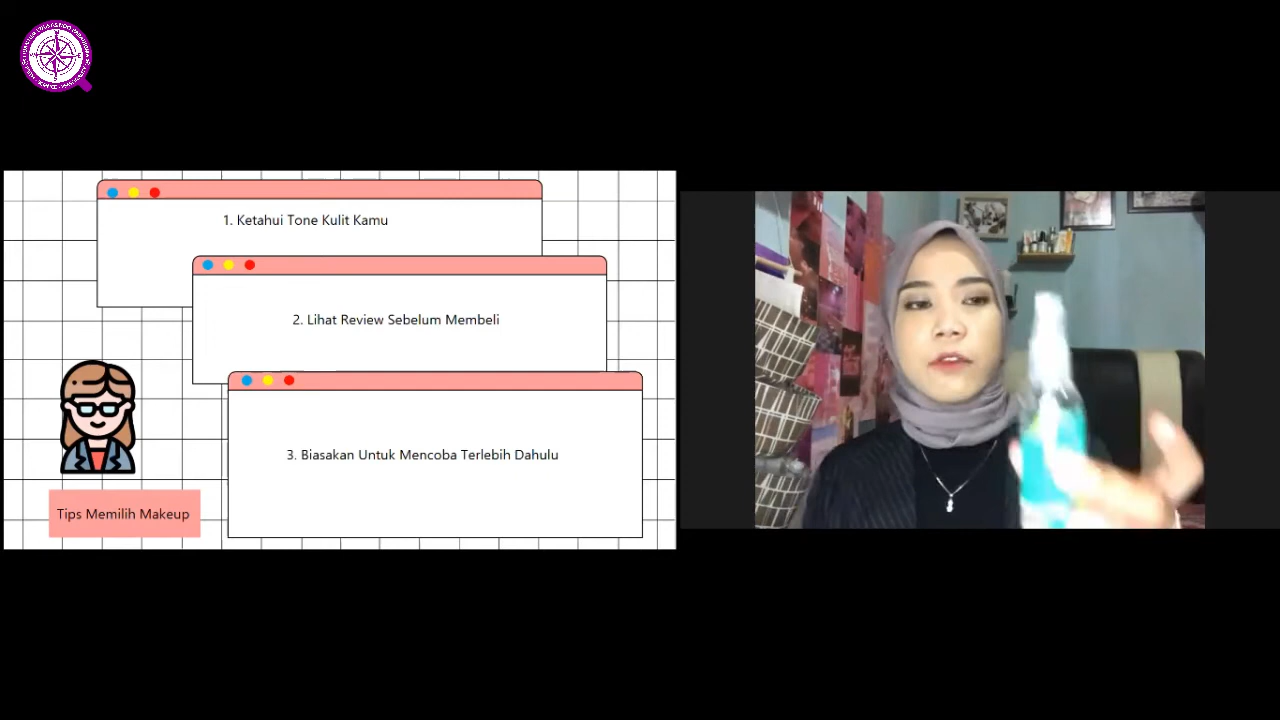 1. Ketahui Tone Kulit Kamu
2. Lihat Review Sebelum Membeli
3. Biasakan Untuk Mencoba Terlebih Dahulu
Tips Memilih Makeup